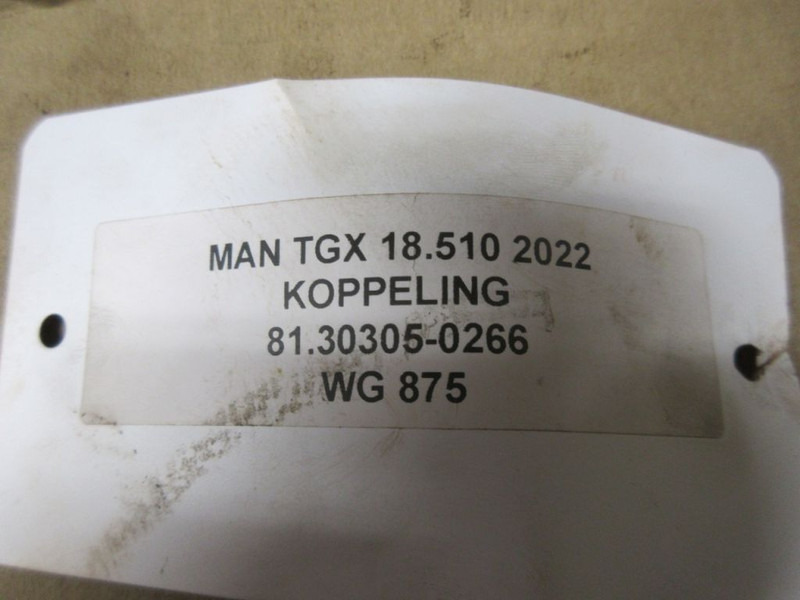 MAN TGX 18.510 2022
KOPPELING
81.30305-0266
WG 875